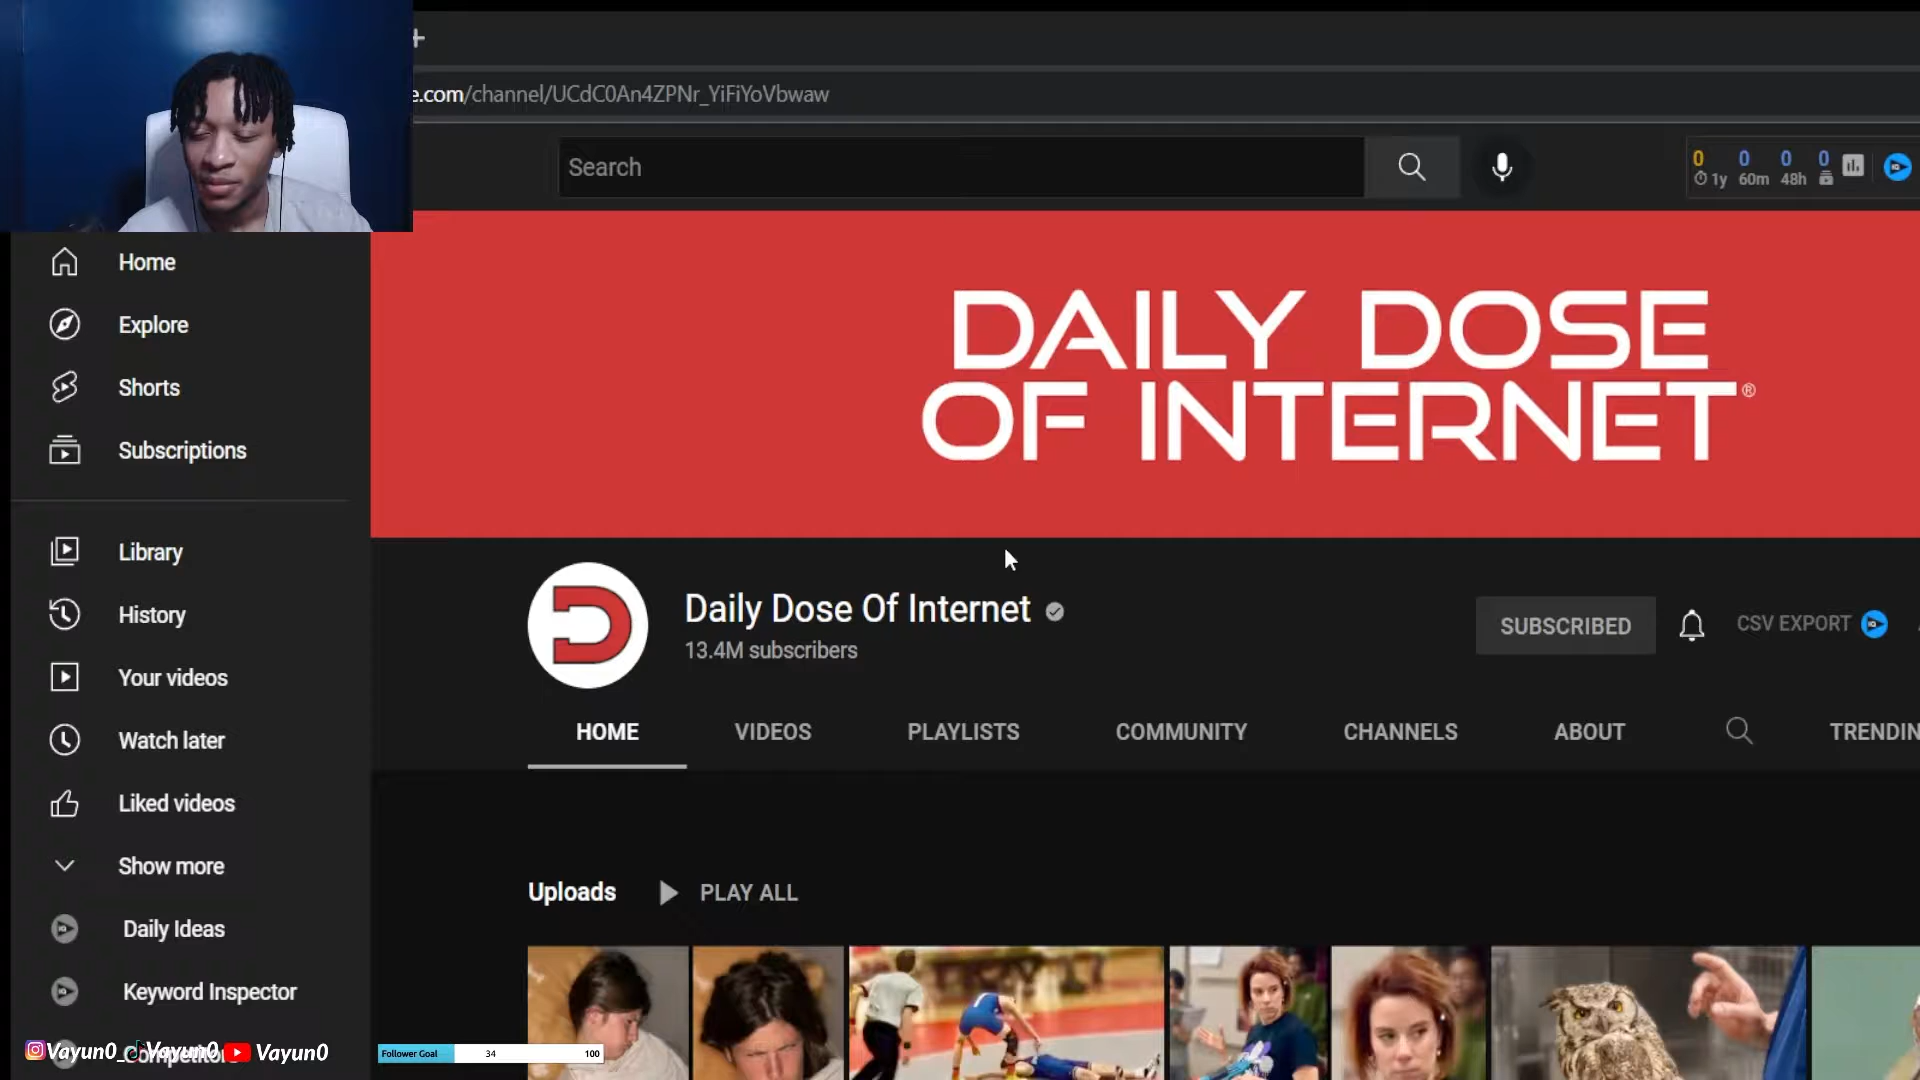 e.com/channel/UCdC0An4ZPNr_YiFiYoVbwaw
Search
0 0 0 0
1y 60m 48h
Home
Explore
Shorts
Subscriptions
DAILY DOSE
OF INTERNET®
Library
History
Your videos
Watch later
Liked videos
Show more
Daily Ideas
Keyword Inspector
Daily Dose Of Internet
13.4M subscribers
SUBSCRIBED
CSV EXPORT
HOME VIDEOS PLAYLISTS COMMUNITY CHANNELS ABOUT TRENDIN
Uploads PLAY ALL
Vayun0_ Vayun0 Vayun0
Follower Goal 34 100